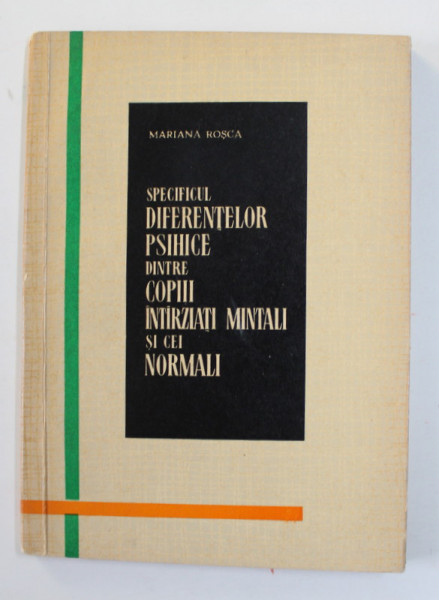 MARIANA ROȘCA
SPECIFICUL
DIFERENȚELOR
PSIHICE
DINTRE
COPIII
ÎNTÎRZIAȚI MINTALI
ȘI CEI
NORMALI